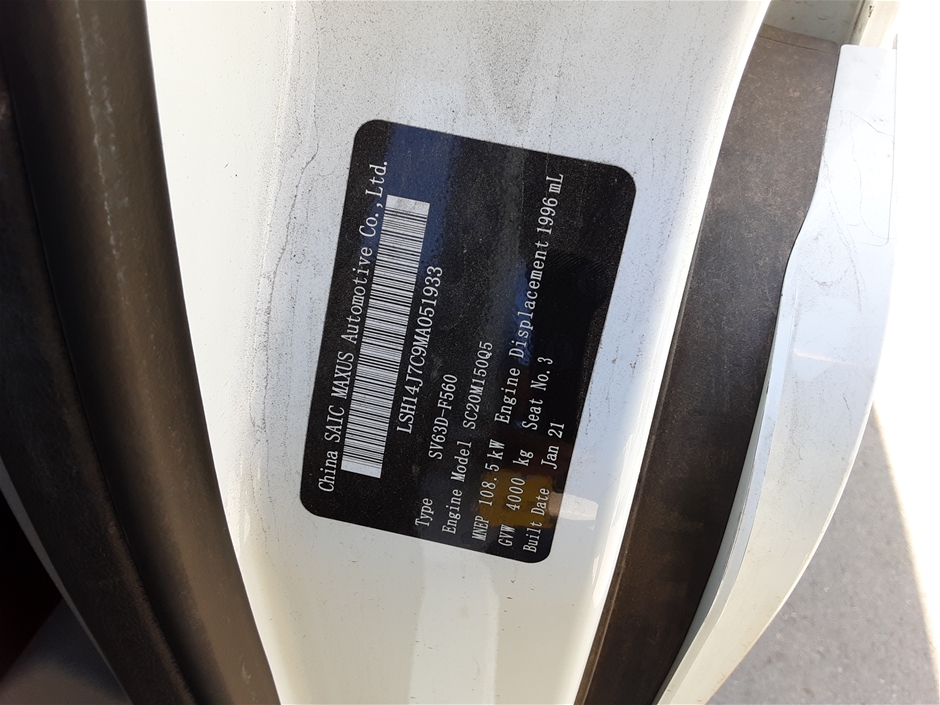 China SAIC MAXUS Automotive Co.,Ltd.
LSH14J7C9MA051933
Type SV63D-F560
Engine Model SC20M150Q5
MNEP 108.5 kW Engine Displacement 1996 mL
GVW 4000 kg Seat No. 3
Built Date Jan 21